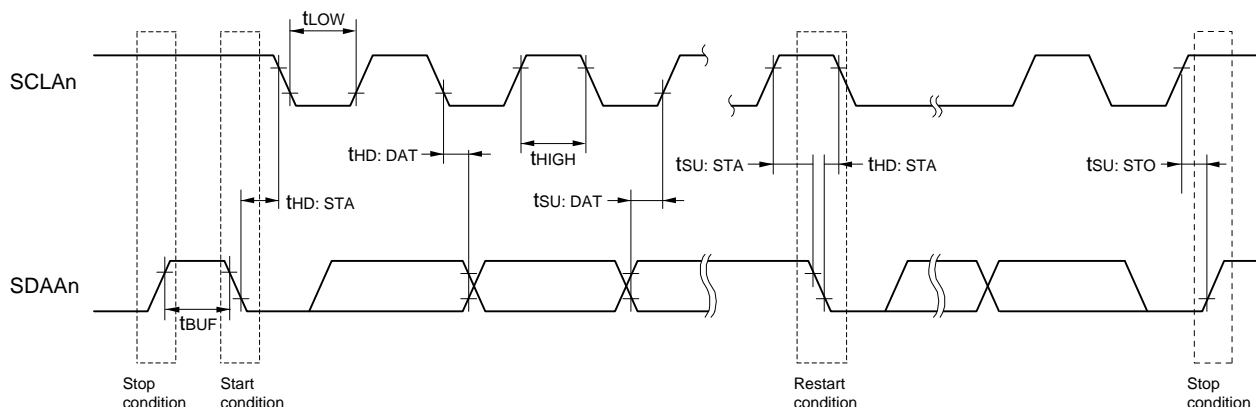 tLOW
SCLAn
tHD: DAT
tHIGH
tSU: STA
tHD: STA
tSU: STO
tHD: STA
tSU: DAT
SDAAn
tBUF
Stop
condition
Start
condition
Restart
condition
Stop
condition